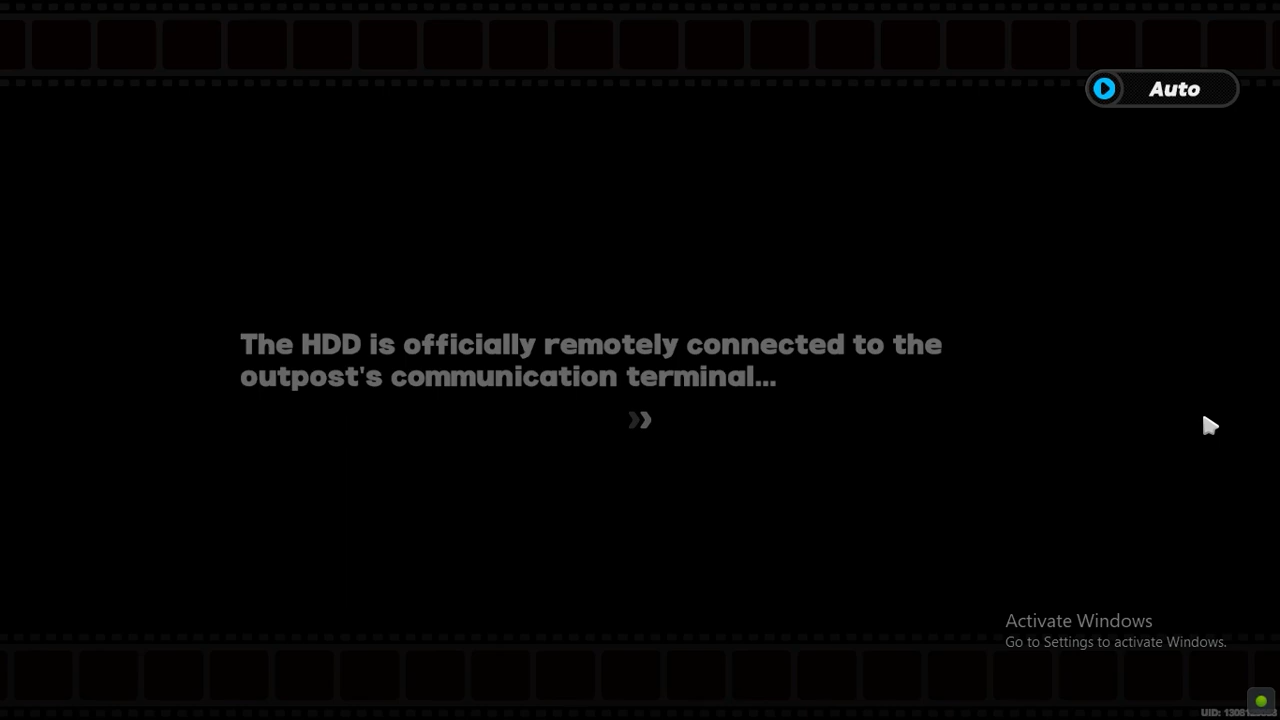 Auto
The HDD is officially remotely connected to the
outpost's communication terminal...
Activate Windows
Go to Settings to activate Windows.